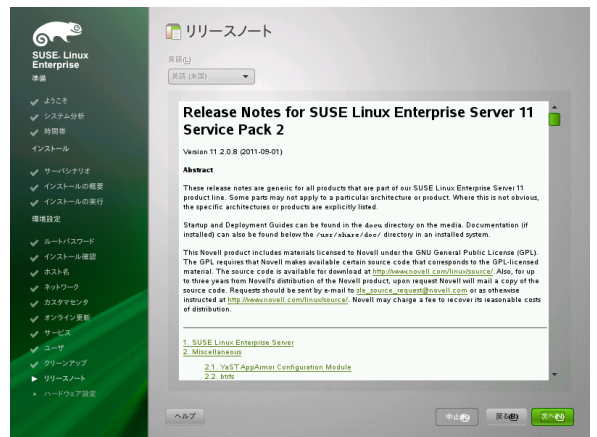 SUSE. Linux
Enterprise
準備
ようこそ
システム分析
時間帯
インストール
サーバシナリオ
インストールの概要
インストールの実行
環境設定
ルートパスワード
インストール確認
ホスト名
ネットワーク
カスタマセンタ
オンライン更新
サービス
ユーザ
クリーンアップ
リリースノート
ハードウェア設定
リリースノート
言語(L)
英語 (米国)
Release Notes for SUSE Linux Enterprise Server 11
Service Pack 2
Version 11.2.0.8 (2011-09-01)
Abstract
These release notes are generic for all products that are part of our SUSE Linux Enterprise Server 11
product line. Some parts may not apply to a particular architecture or product. Where this is not obvious,
the specific architectures or products are explicitly listed.
Startup and Deployment Guides can be found in the docu directory on the media. Documentation (if
installed) can also be found below the /usr/share/doc/ directory in an installed system.
This Novell product includes materials licensed to Novell under the GNU General Public License (GPL).
The GPL requires that Novell makes available certain source code that corresponds to the GPL-licensed
material. The source code is available for download at http://www.novell.com/linux/source/. Also, for up
to three years from Novell's distribution of the Novell product, upon request Novell will mail a copy of the
source code. Requests should be sent by e-mail to sle_source_request@novell.com or as otherwise
instructed at http://www.novell.com/linux/source/. Novell may charge a fee to recover its reasonable costs
of distribution.
1. SUSE Linux Enterprise Server
2. Miscellaneous
2.1. YaST AppArmor Configuration Module
2.2. btrfs
ヘルプ
中止(R)
戻る(B)
次へ(N)